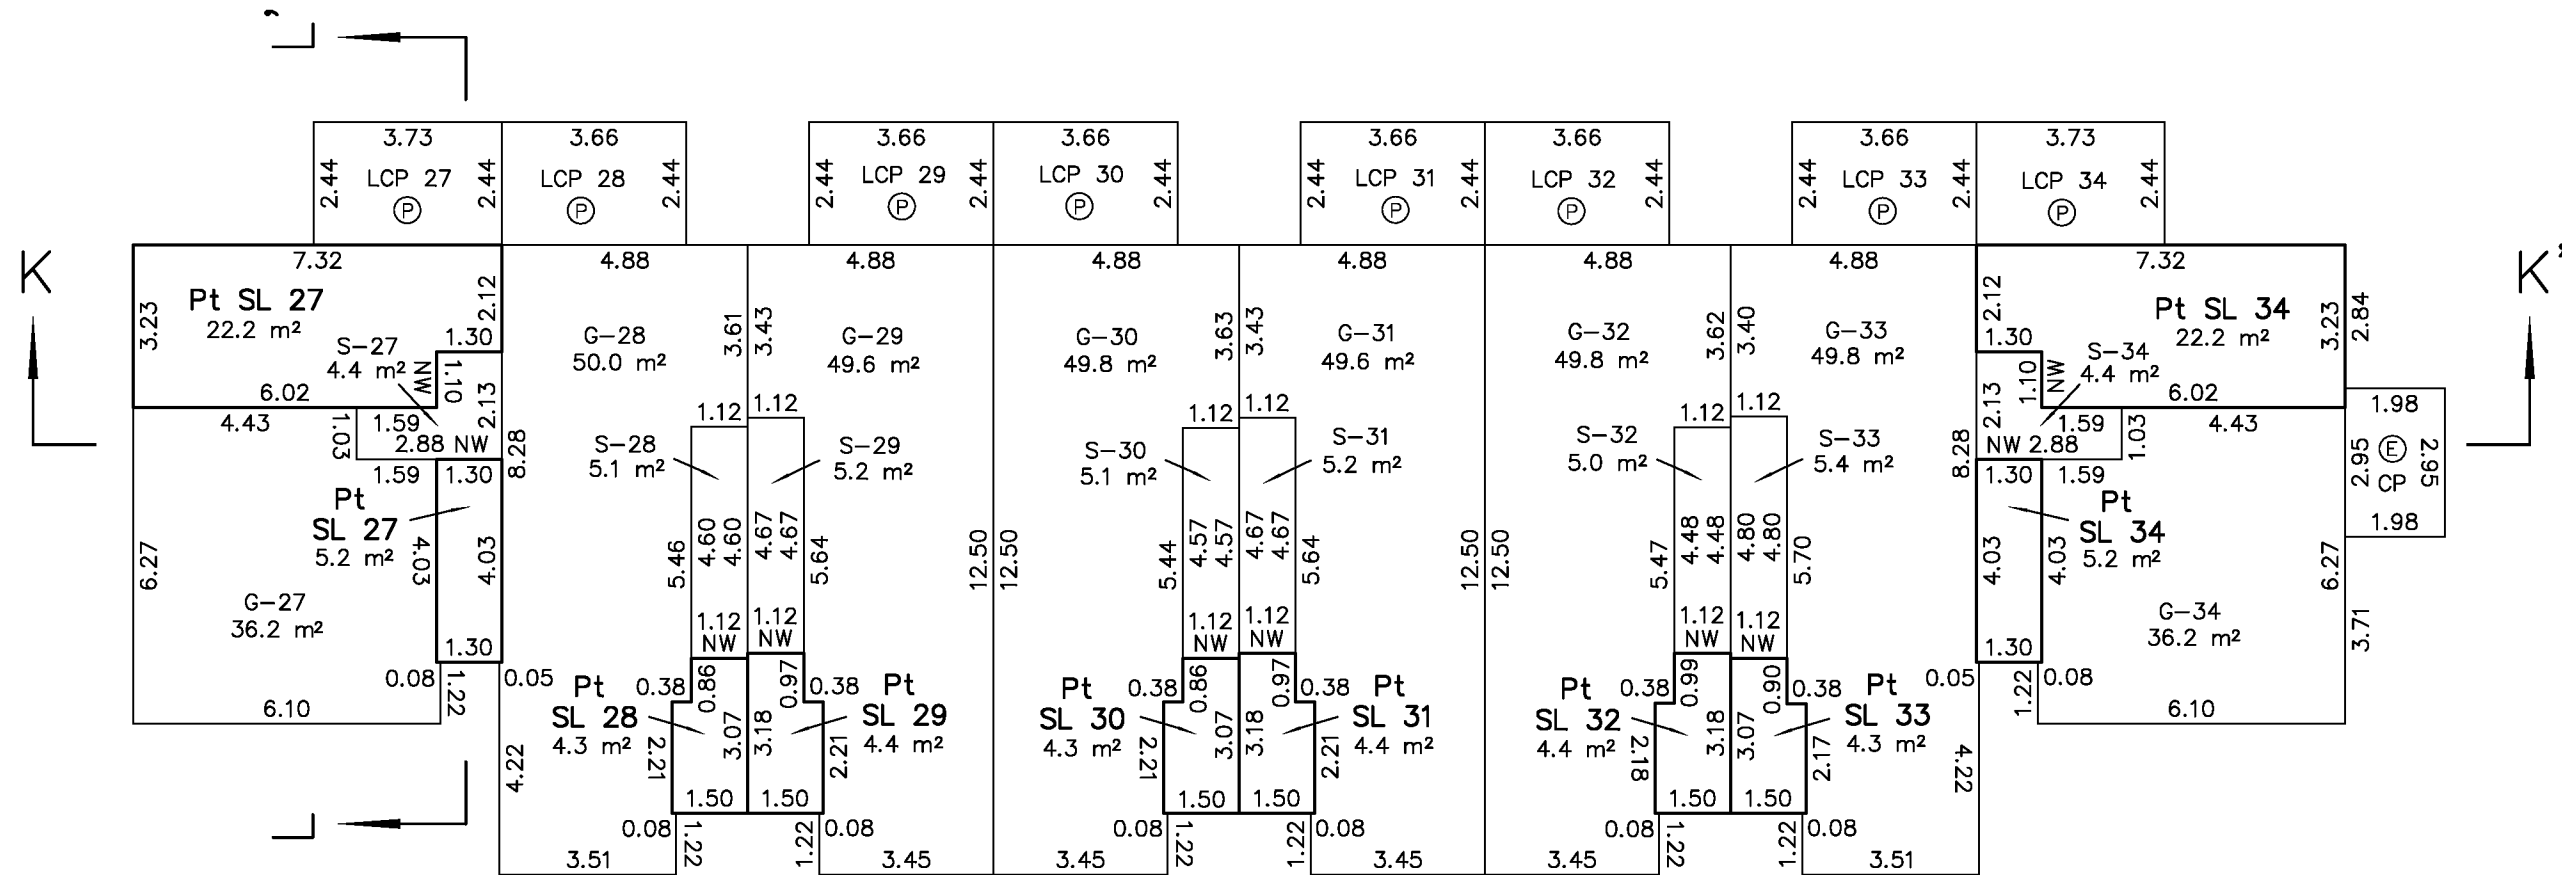 3.73
3.66
3.66
3.66
3.66
3.66
3.66
3.73
2.44
LCP 27
P
2.44
LCP 28
P
2.44
2.44
LCP 29
P
2.44
LCP 30
P
2.44
2.44
LCP 31
P
2.44
LCP 32
P
2.44
2.44
LCP 33
P
2.44
LCP 34
P
2.44
K
K'
7.32
4.88
4.88
4.88
4.88
4.88
4.88
7.32
3.23
Pt SL 27
22.2 m²
2.12
1.30
S-27
4.4 m²
NW
1.10
2.13
6.02
4.43
1.03
1.59
2.88 NW
1.59
1.30
8.28
Pt
SL 27
5.2 m²
4.03
4.03
6.27
G-27
36.2 m²
1.30
0.08
1.22
0.05
6.10
G-28
50.0 m²
3.61
3.43
G-29
49.6 m²
1.12
1.12
S-28
5.1 m²
S-29
5.2 m²
5.46
4.60
4.60
4.67
4.67
5.64
12.50
12.50
1.12
NW
1.12
NW
0.38
0.86
0.97
0.38
Pt
SL 28
4.3 m²
Pt
SL 29
4.4 m²
2.21
3.07
3.18
2.21
1.50
1.50
4.22
0.08
1.22
1.22
0.08
3.51
3.45
G-30
49.8 m²
3.63
3.43
G-31
49.6 m²
1.12
1.12
S-30
5.1 m²
S-31
5.2 m²
5.44
4.57
4.57
4.67
4.67
5.64
12.50
12.50
1.12
NW
1.12
NW
0.38
0.86
0.97
0.38
Pt
SL 30
4.3 m²
Pt
SL 31
4.4 m²
2.21
3.07
3.18
2.21
1.50
1.50
0.08
1.22
1.22
0.08
3.45
3.45
G-32
49.8 m²
3.62
3.40
G-33
49.8 m²
1.12
1.12
S-32
5.0 m²
S-33
5.4 m²
5.47
4.48
4.48
4.80
4.80
5.70
1.12
NW
1.12
NW
0.38
0.99
0.90
0.38
Pt
SL 32
4.4 m²
Pt
SL 33
4.3 m²
2.18
3.18
3.07
2.17
1.50
1.50
4.22
0.08
1.22
1.22
0.08
3.45
3.51
2.12
Pt SL 34
22.2 m²
3.23
2.84
1.30
S-34
4.4 m²
1.10
NW
2.13
6.02
1.59
1.03
4.43
NW 2.88
8.28
1.30
1.59
Pt
SL 34
5.2 m²
4.03
4.03
1.98
2.95
E
CP
2.95
1.98
6.27
G-34
36.2 m²
3.71
1.30
0.05
1.22
0.08
6.10